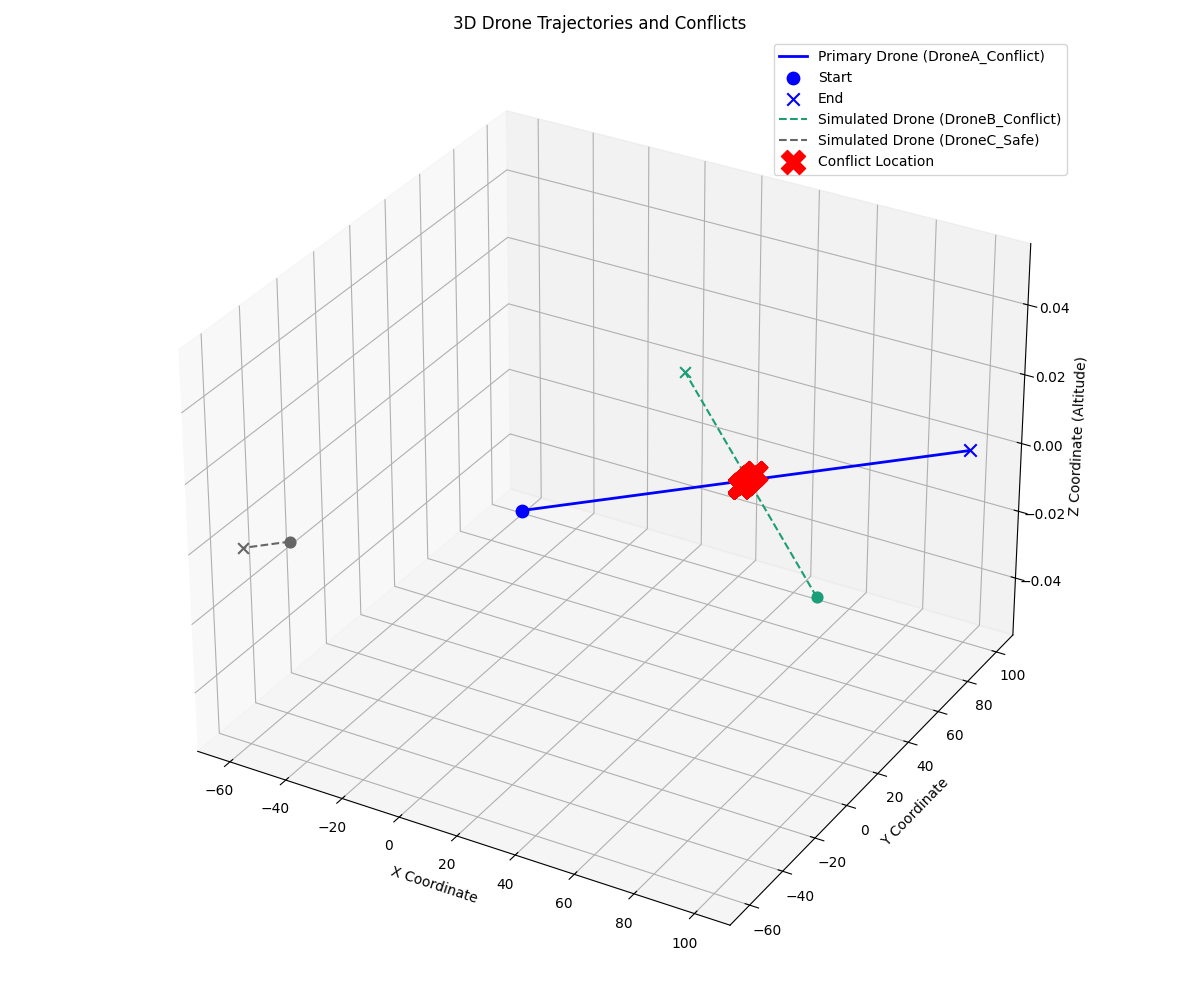 3D Drone Trajectories and Conflicts
Primary Drone (DroneA_Conflict)
Start
End
Simulated Drone (DroneB_Conflict)
Simulated Drone (DroneC_Safe)
Conflict Location
0.04
0.02
0.00
−0.02
−0.04
Z Coordinate (Altitude)
100
80
60
40
20
0
−20
−40
−60
Y Coordinate
−60
−40
−20
0
20
40
60
80
100
X Coordinate